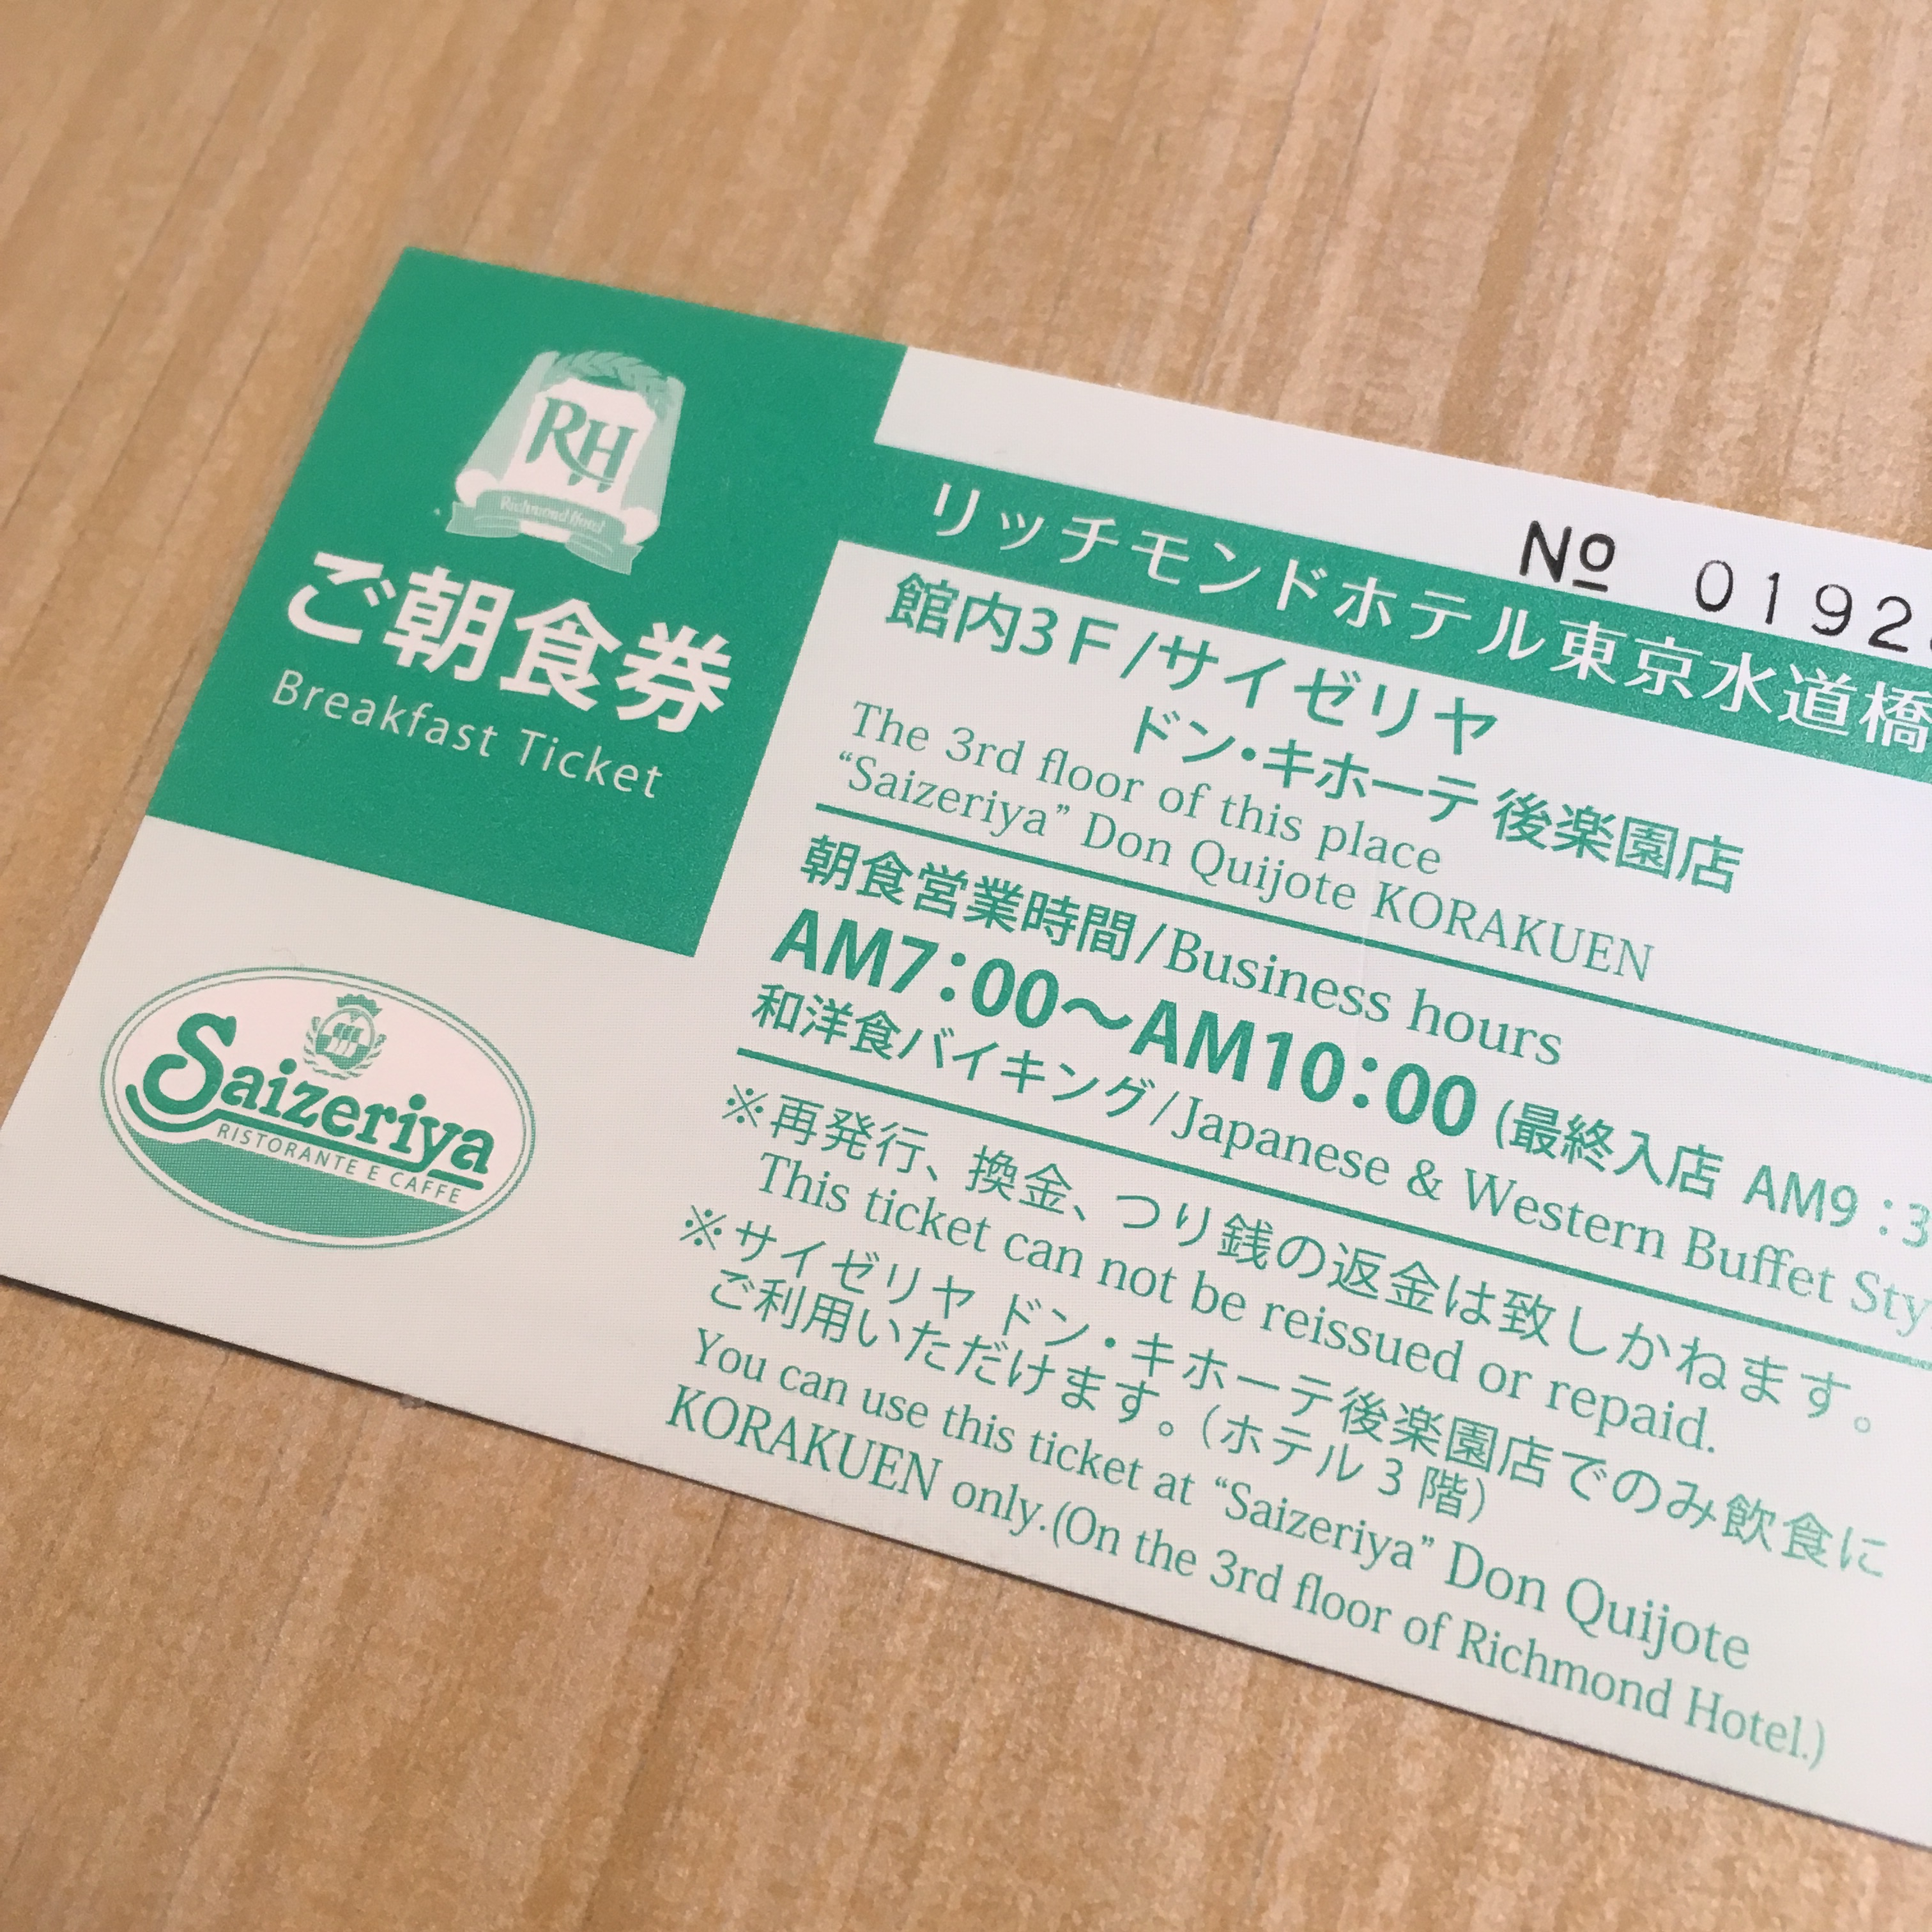 RH
Richmond Hotel
ご朝食券
Breakfast Ticket
Saizeriya
RISTORANTE E CAFFE
No 0192
リッチモンドホテル東京水道橋
館内3F/サイゼリヤ
ドン・キホーテ 後楽園店
The 3rd floor of this place
“Saizeriya” Don Quijote KORAKUEN
朝食営業時間/Business hours
AM7:00〜AM10:00 (最終入店 AM9:3
和洋食バイキング/Japanese & Western Buffet Sty
※再発行、換金、つり銭の返金は致しかねます。
This ticket can not be reissued or repaid.
※サイゼリヤ ドン・キホーテ後楽園店でのみ飲食に
ご利用いただけます。(ホテル3階)
You can use this ticket at “Saizeriya” Don Quijote
KORAKUEN only.(On the 3rd floor of Richmond Hotel.)